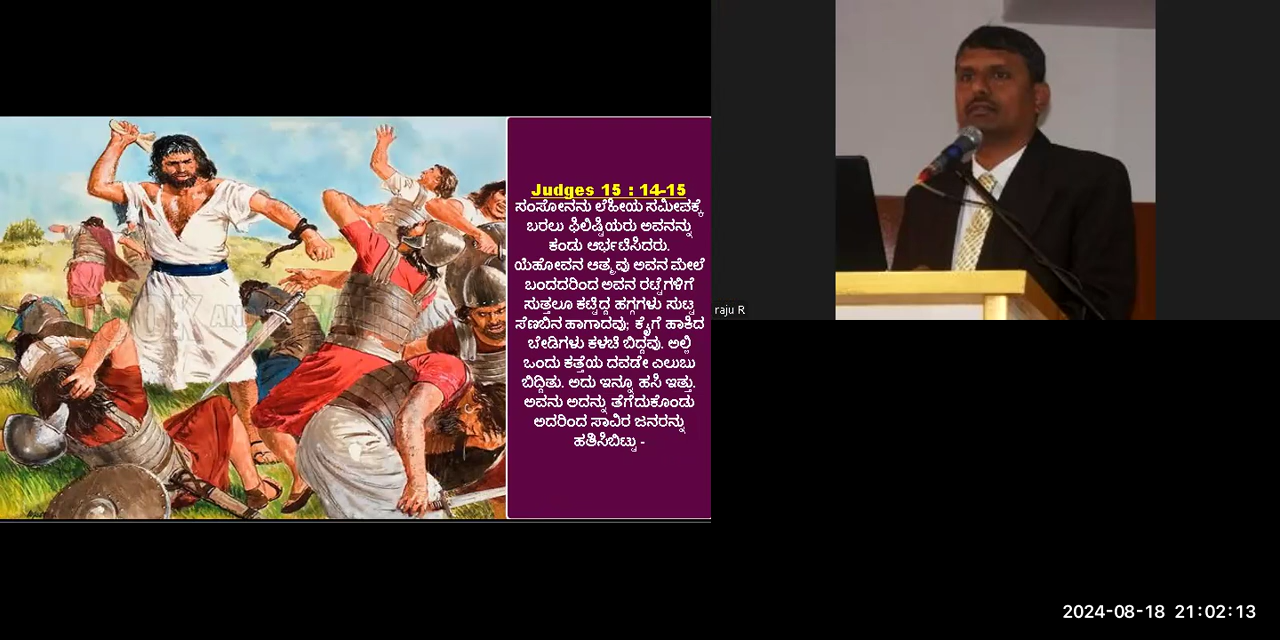 Judges 15 : 14-15
ಸಂಸೋನನು ಲೆಹೀಯ ಸಮೀಪಕ್ಕೆ
ಬರಲು ಫಿಲಿಷ್ಟಿಯರು ಅವನನ್ನು
ಕಂಡು ಆರ್ಭಟಿಸಿದರು.
ಯೆಹೋವನ ಆತ್ಮವು ಅವನ ಮೇಲೆ
ಬಂದದರಿಂದ ಅವನ ರಟ್ಟೆಗಳಿಗೆ
ಸುತ್ತಲೂ ಕಟ್ಟಿದ್ದ ಹಗ್ಗಗಳು ಸುಟ್ಟ
ಸೆಣಬಿನ ಹಾಗಾದವು; ಕೈಗೆ ಹಾಕಿದ
ಬೇಡಿಗಳು ಕಳಚಿ ಬಿದ್ದವು. ಅಲ್ಲಿ
ಒಂದು ಕತ್ತೆಯ ದವಡೇ ಎಲುಬು
ಬಿದ್ದಿತು. ಅದು ಇನ್ನೂ ಹಸಿ ಇತ್ತು.
ಅವನು ಅದನ್ನು ತೆಗೆದುಕೊಂಡು
ಅದರಿಂದ ಸಾವಿರ ಜನರನ್ನು
ಹತಿಸಿಬಿಟ್ಟು -
raju R
2024-08-18 21:02:13